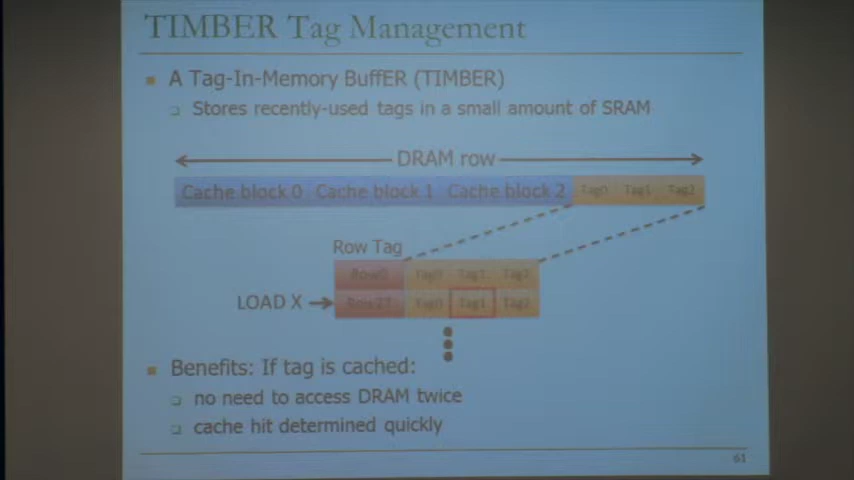 TIMBER Tag Management
A Tag-In-Memory BuffER (TIMBER)
Stores recently-used tags in a small amount of SRAM
DRAM row
Cache block 0 Cache block 1 Cache block 2 Tag0 Tag1 Tag2
Row Tag
Row0 Tag0 Tag1 Tag2
LOAD X Row27 Tag0 Tag1 Tag2
Benefits: If tag is cached:
no need to access DRAM twice
cache hit determined quickly
61